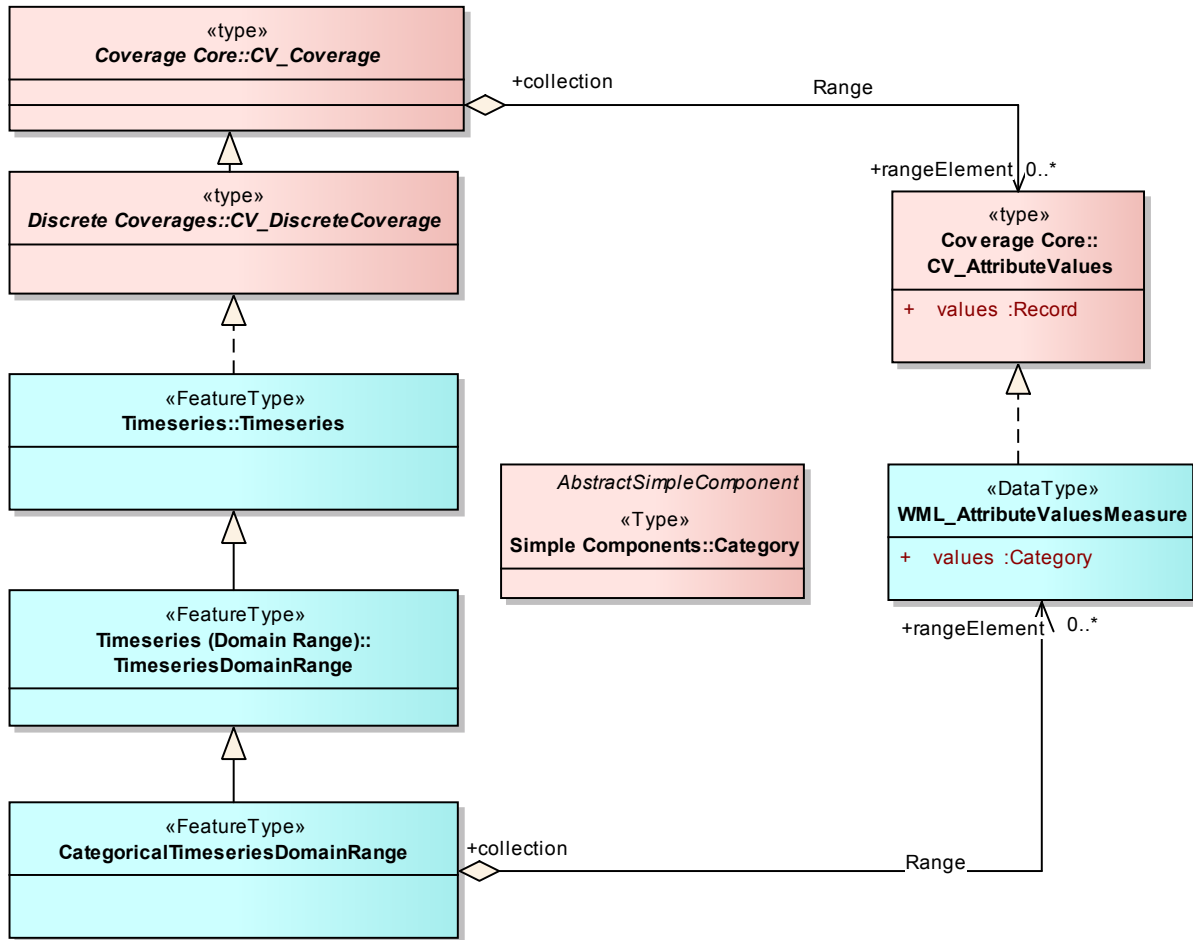 «type»
Coverage Core::CV_Coverage
+collection
Range
+rangeElement 0..*
«type»
Discrete Coverages::CV_DiscreteCoverage
«type»
Coverage Core::
CV_AttributeValues
+ values :Record
«FeatureType»
Timeseries::Timeseries
AbstractSimpleComponent
«Type»
Simple Components::Category
«DataType»
WML_AttributeValuesMeasure
+ values :Category
«FeatureType»
Timeseries (Domain Range)::
TimeseriesDomainRange
+rangeElement 0..*
«FeatureType»
CategoricalTimeseriesDomainRange
+collection
Range